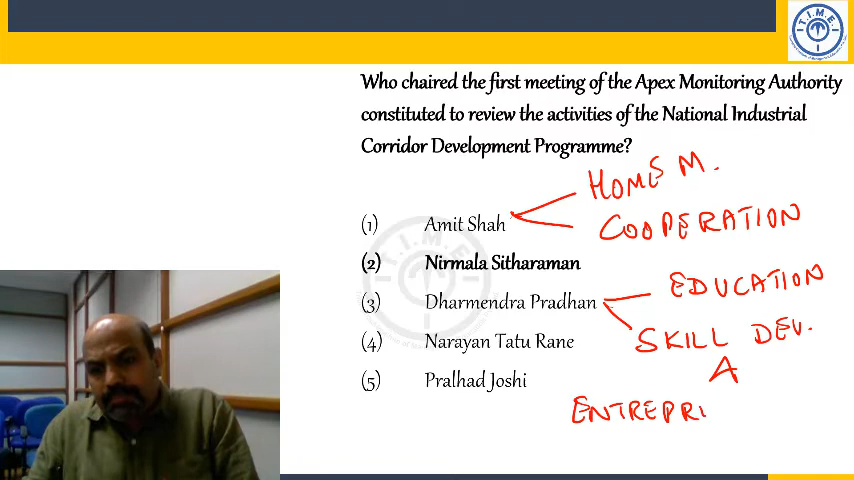 T.I.M.E.
Who chaired the first meeting of the Apex Monitoring Authority
constituted to review the activities of the National Industrial
Corridor Development Programme?
HOME M.
(1) Amit Shah
COOPERATION
(2) Nirmala Sitharaman
EDUCATION
(3) Dharmendra Pradhan
SKILL DEV.
(4) Narayan Tatu Rane
(5) Pralhad Joshi
ENTREPRI